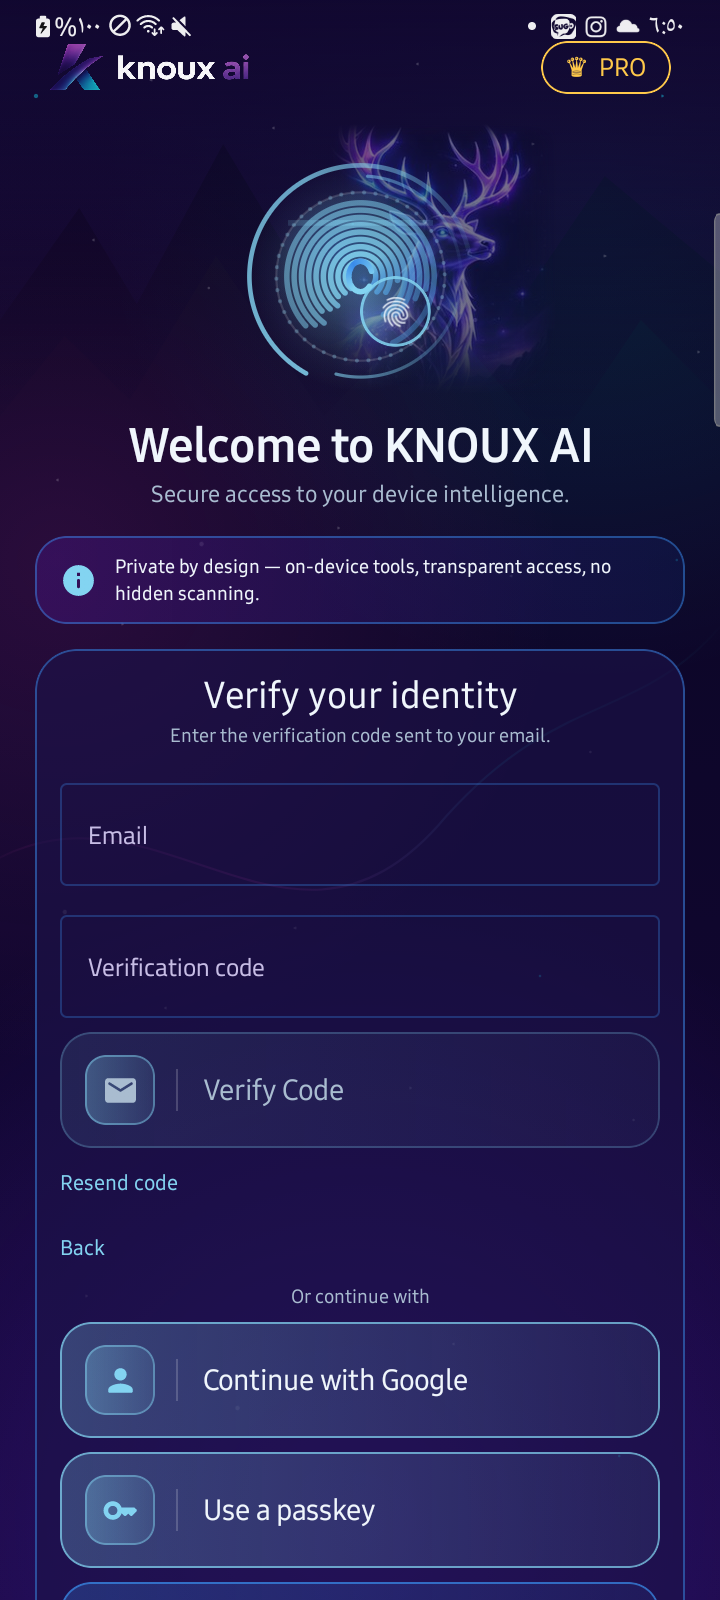 %١٠٠
٦:٥٠
knoux ai
PRO
Welcome to KNOUX AI
Secure access to your device intelligence.
Private by design — on-device tools, transparent access, no
hidden scanning.
Verify your identity
Enter the verification code sent to your email.
Email
Verification code
Verify Code
Resend code
Back
Or continue with
Continue with Google
Use a passkey